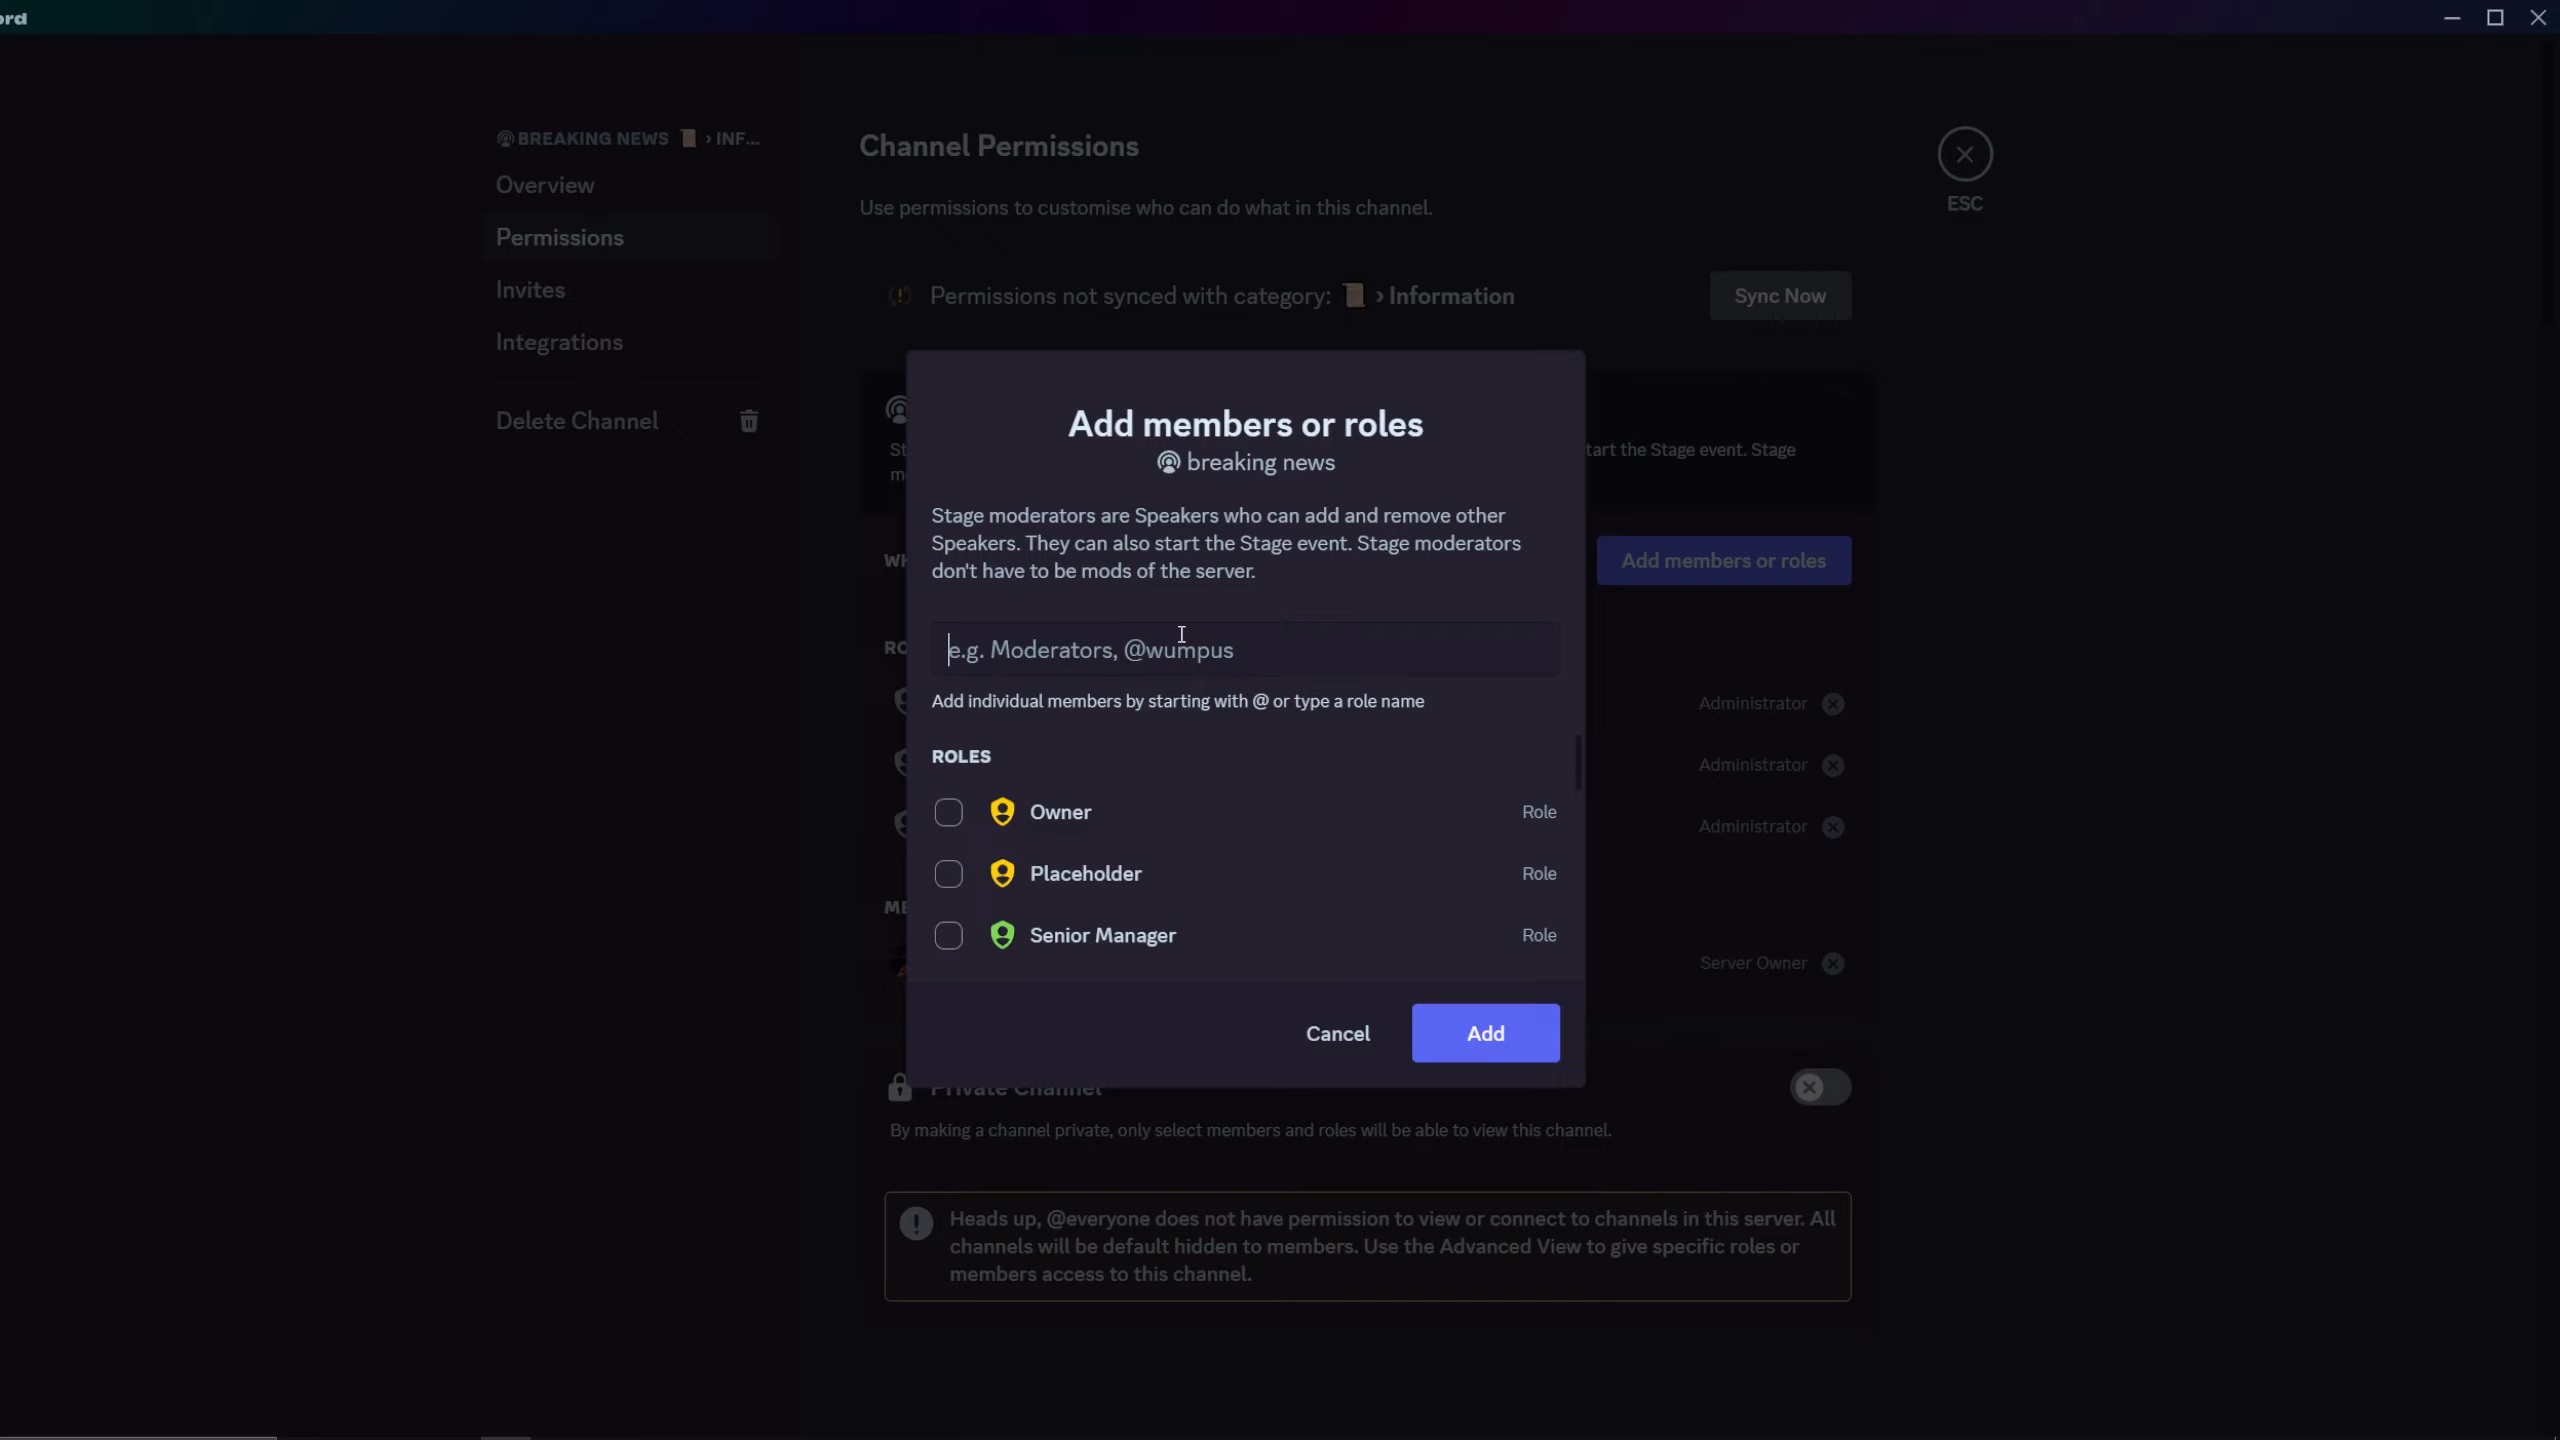 ord
BREAKING NEWS 📜 › INF...
Overview
Permissions
Invites
Integrations
Delete Channel
Channel Permissions
Use permissions to customise who can do what in this channel.
ESC
Permissions not synced with category: 📜 › Information
Sync Now
St
tart the Stage event. Stage
m
WH
Add members or roles
RO
Administrator
Administrator
Administrator
ME
Server Owner
Add members or roles
breaking news
Stage moderators are Speakers who can add and remove other
Speakers. They can also start the Stage event. Stage moderators
don't have to be mods of the server.
e.g. Moderators, @wumpus
Add individual members by starting with @ or type a role name
ROLES
Owner Role
Placeholder Role
Senior Manager Role
Cancel
Add
Private Channel
By making a channel private, only select members and roles will be able to view this channel.
Heads up, @everyone does not have permission to view or connect to channels in this server. All
channels will be default hidden to members. Use the Advanced View to give specific roles or
members access to this channel.